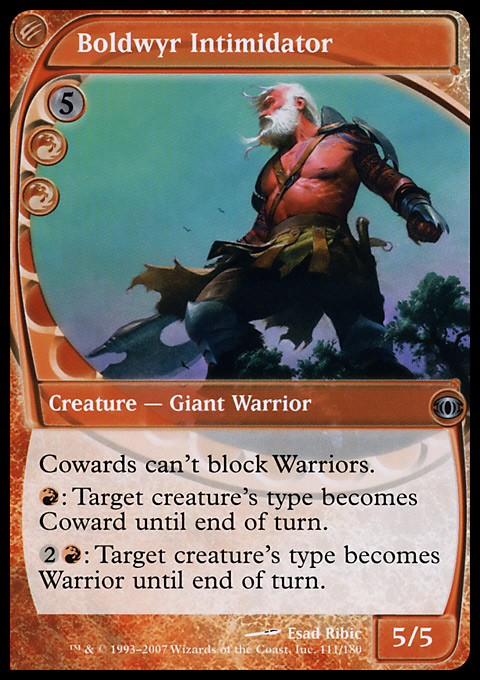 Boldwyr Intimidator
5
Creature — Giant Warrior
Cowards can't block Warriors.
: Target creature's type becomes
Coward until end of turn.
2 : Target creature's type becomes
Warrior until end of turn.
Esad Ribic
™ & © 1993–2007 Wizards of the Coast, Inc. 111/180
5/5